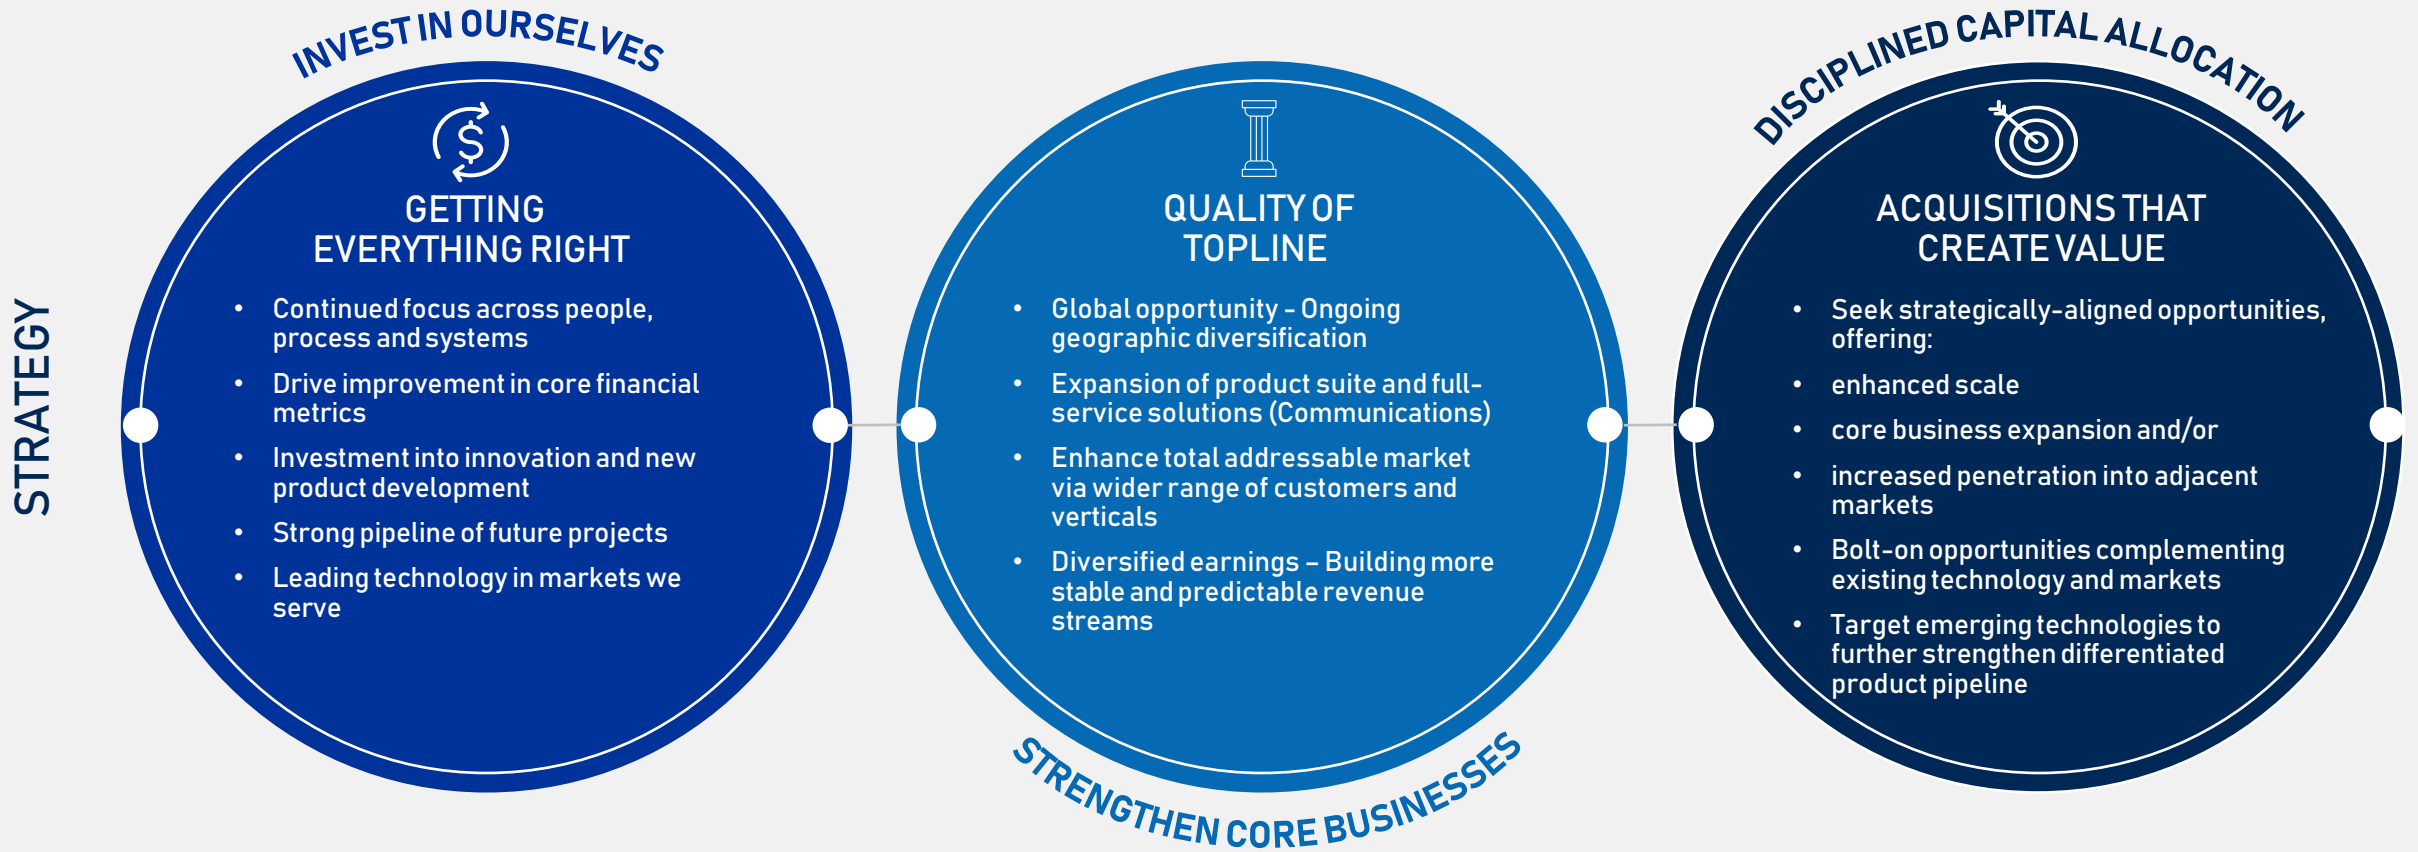 STRATEGY
INVEST IN OURSELVES
$
GETTING
EVERYTHING RIGHT
• Continued focus across people,
process and systems
• Drive improvement in core financial
metrics
• Investment into innovation and new
product development
• Strong pipeline of future projects
• Leading technology in markets we
serve
QUALITY OF
TOPLINE
• Global opportunity - Ongoing
geographic diversification
• Expansion of product suite and full-
service solutions (Communications)
• Enhance total addressable market
via wider range of customers and
verticals
• Diversified earnings – Building more
stable and predictable revenue
streams
STRENGTHEN CORE BUSINESSES
DISCIPLINED CAPITAL ALLOCATION
ACQUISITIONS THAT
CREATE VALUE
• Seek strategically-aligned opportunities,
offering:
• enhanced scale
• core business expansion and/or
• increased penetration into adjacent
markets
• Bolt-on opportunities complementing
existing technology and markets
• Target emerging technologies to
further strengthen differentiated
product pipeline